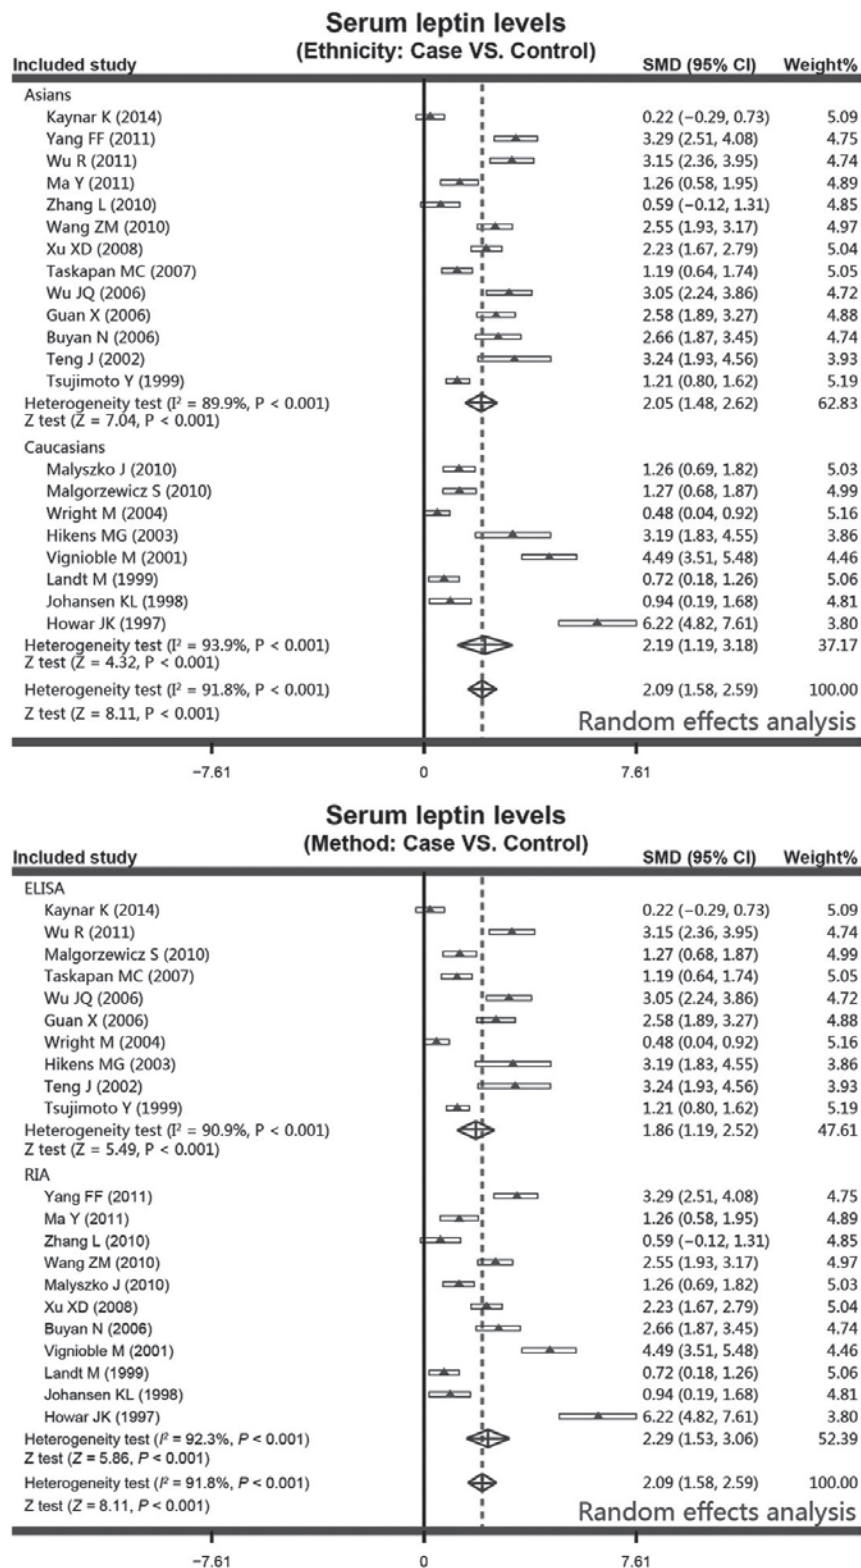 Serum leptin levels
(Ethnicity: Case VS. Control)
Included study SMD (95% CI) Weight%
Asians
Kaynar K (2014) 0.22 (−0.29, 0.73) 5.09
Yang FF (2011) 3.29 (2.51, 4.08) 4.75
Wu R (2011) 3.15 (2.36, 3.95) 4.74
Ma Y (2011) 1.26 (0.58, 1.95) 4.89
Zhang L (2010) 0.59 (−0.12, 1.31) 4.85
Wang ZM (2010) 2.55 (1.93, 3.17) 4.97
Xu XD (2008) 2.23 (1.67, 2.79) 5.04
Taskapan MC (2007) 1.19 (0.64, 1.74) 5.05
Wu JQ (2006) 3.05 (2.24, 3.86) 4.72
Guan X (2006) 2.58 (1.89, 3.27) 4.88
Buyan N (2006) 2.66 (1.87, 3.45) 4.74
Teng J (2002) 3.24 (1.93, 4.56) 3.93
Tsujimoto Y (1999) 1.21 (0.80, 1.62) 5.19
Heterogeneity test (I² = 89.9%, P < 0.001) 2.05 (1.48, 2.62) 62.83
Z test (Z = 7.04, P < 0.001)
Caucasians
Malyszko J (2010) 1.26 (0.69, 1.82) 5.03
Malgorzewicz S (2010) 1.27 (0.68, 1.87) 4.99
Wright M (2004) 0.48 (0.04, 0.92) 5.16
Hikens MG (2003) 3.19 (1.83, 4.55) 3.86
Vignioble M (2001) 4.49 (3.51, 5.48) 4.46
Landt M (1999) 0.72 (0.18, 1.26) 5.06
Johansen KL (1998) 0.94 (0.19, 1.68) 4.81
Howar JK (1997) 6.22 (4.82, 7.61) 3.80
Heterogeneity test (I² = 93.9%, P < 0.001) 2.19 (1.19, 3.18) 37.17
Z test (Z = 4.32, P < 0.001)
Heterogeneity test (I² = 91.8%, P < 0.001) 2.09 (1.58, 2.59) 100.00
Z test (Z = 8.11, P < 0.001)
Random effects analysis
−7.61 0 7.61
Serum leptin levels
(Method: Case VS. Control)
Included study SMD (95% CI) Weight%
ELISA
Kaynar K (2014) 0.22 (−0.29, 0.73) 5.09
Wu R (2011) 3.15 (2.36, 3.95) 4.74
Malgorzewicz S (2010) 1.27 (0.68, 1.87) 4.99
Taskapan MC (2007) 1.19 (0.64, 1.74) 5.05
Wu JQ (2006) 3.05 (2.24, 3.86) 4.72
Guan X (2006) 2.58 (1.89, 3.27) 4.88
Wright M (2004) 0.48 (0.04, 0.92) 5.16
Hikens MG (2003) 3.19 (1.83, 4.55) 3.86
Teng J (2002) 3.24 (1.93, 4.56) 3.93
Tsujimoto Y (1999) 1.21 (0.80, 1.62) 5.19
Heterogeneity test (I² = 90.9%, P < 0.001) 1.86 (1.19, 2.52) 47.61
Z test (Z = 5.49, P < 0.001)
RIA
Yang FF (2011) 3.29 (2.51, 4.08) 4.75
Ma Y (2011) 1.26 (0.58, 1.95) 4.89
Zhang L (2010) 0.59 (−0.12, 1.31) 4.85
Wang ZM (2010) 2.55 (1.93, 3.17) 4.97
Malyszko J (2010) 1.26 (0.69, 1.82) 5.03
Xu XD (2008) 2.23 (1.67, 2.79) 5.04
Buyan N (2006) 2.66 (1.87, 3.45) 4.74
Vignioble M (2001) 4.49 (3.51, 5.48) 4.46
Landt M (1999) 0.72 (0.18, 1.26) 5.06
Johansen KL (1998) 0.94 (0.19, 1.68) 4.81
Howar JK (1997) 6.22 (4.82, 7.61) 3.80
Heterogeneity test (I² = 92.3%, P < 0.001) 2.29 (1.53, 3.06) 52.39
Z test (Z = 5.86, P < 0.001)
Heterogeneity test (I² = 91.8%, P < 0.001) 2.09 (1.58, 2.59) 100.00
Z test (Z = 8.11, P < 0.001)
Random effects analysis
−7.61 0 7.61